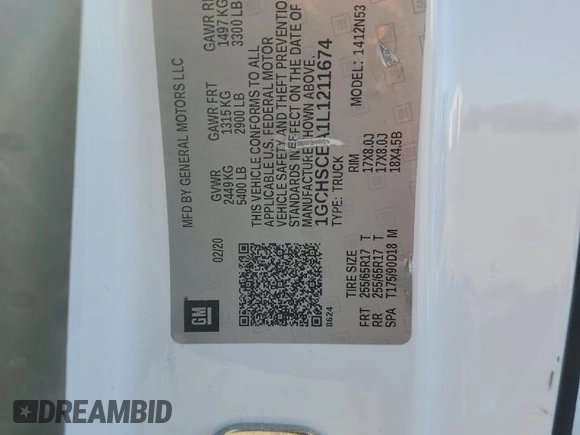 MFD BY GENERAL MOTORS LLC
02/20 GVWR GAWR FRT GAWR RR
2449 KG 1315 KG 1497 KG
5400 LB 2900 LB 3300 LB
THIS VEHICLE CONFORMS TO ALL
APPLICABLE U.S. FEDERAL MOTOR
VEHICLE SAFETY AND THEFT PREVENTION
STANDARDS IN EFFECT ON THE DATE OF
MANUFACTURE SHOWN ABOVE.
1GCHSCEA1L1211674
TYPE: TRUCK 1412N53
GM
8624
TIRE SIZE RIM
FRT 255/65R17 T 17X8.0J
RR 255/65R17 T 17X8.0J
SPA T175/90D18 M 18X4.5B
DREAMBID